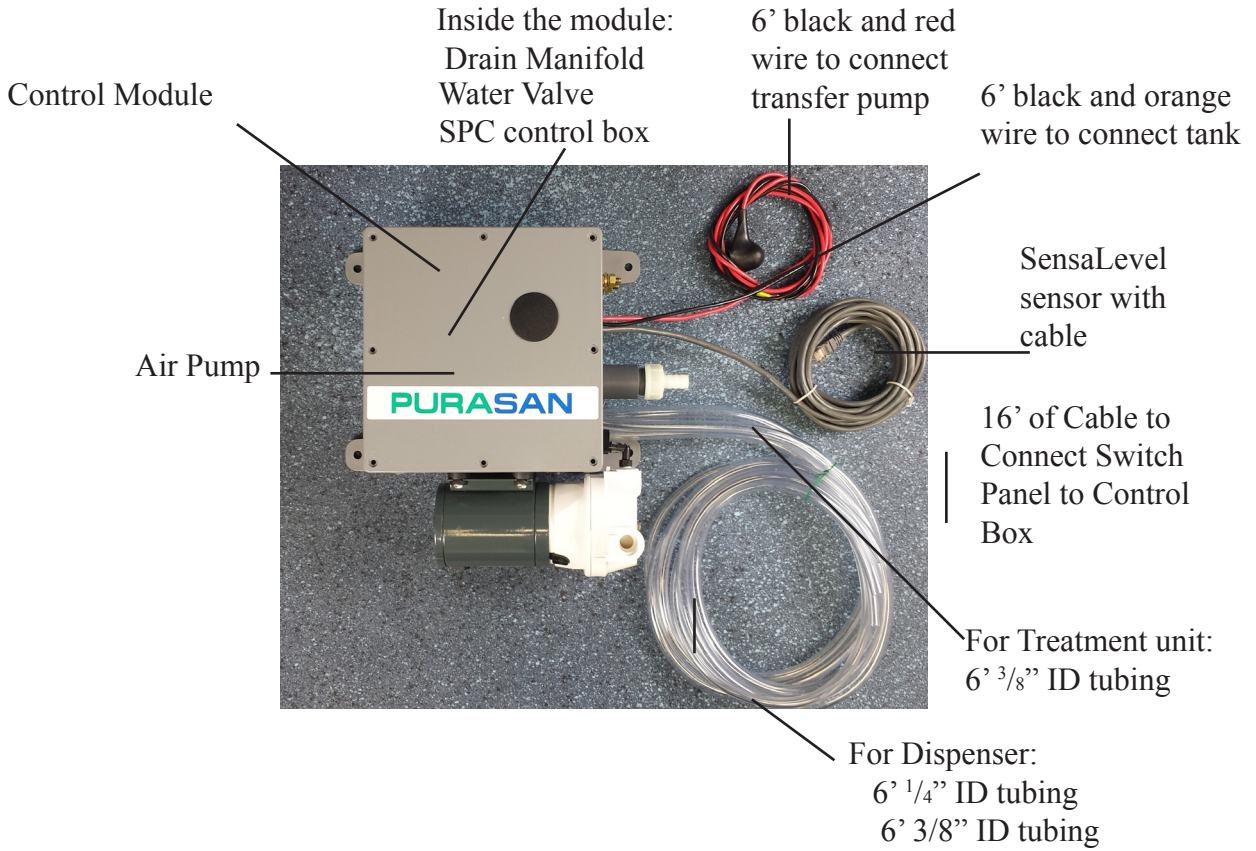 Inside the module:
Drain Manifold
Water Valve
SPC control box
6’ black and red
wire to connect
transfer pump
Control Module
6’ black and orange
wire to connect tank
SensaLevel
sensor with
cable
Air Pump
PURASAN
16’ of Cable to
Connect Switch
Panel to Control
Box
For Treatment unit:
6’ 3/8” ID tubing
For Dispenser:
6’ 1/4” ID tubing
6’ 3/8” ID tubing